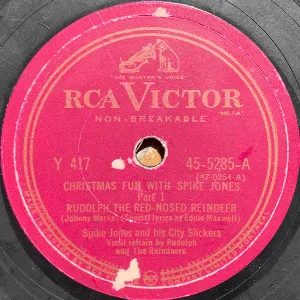 "HIS MASTER'S VOICE"
RCA VICTOR
NON-BREAKABLE
Y 417
45-5285-A
(47-0254-A)
CHRISTMAS FUN WITH SPIKE JONES
Part 1
RUDOLPH THE RED-NOSED REINDEER
(Johnny Marks) (Special lyrics by Eddie Maxwell)
Spike Jones and his City Slickers
Vocal refrain by Rudolph
and The Reindeers
RCA